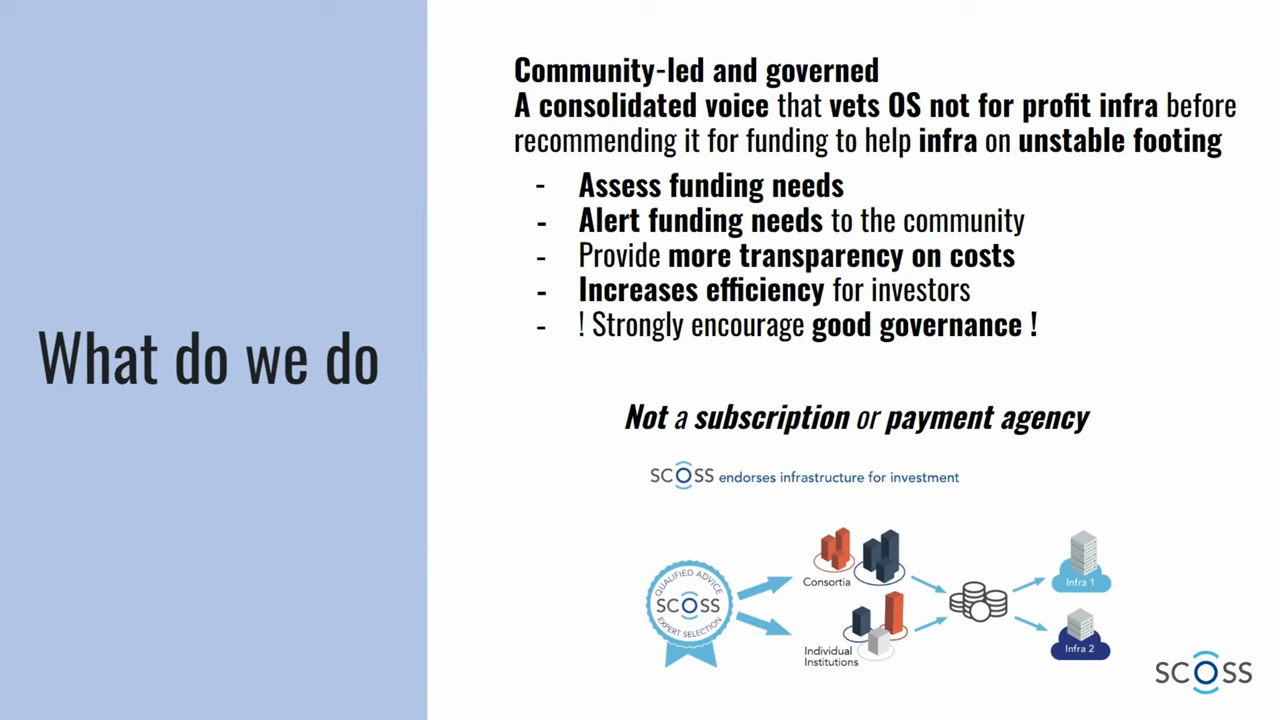 What do we do
Community-led and governed
A consolidated voice that vets OS not for profit infra before
recommending it for funding to help infra on unstable footing
- Assess funding needs
- Alert funding needs to the community
- Provide more transparency on costs
- Increases efficiency for investors
- ! Strongly encourage good governance !
Not a subscription or payment agency
SCOSS endorses infrastructure for investment
QUALIFIED ADVICE
SCOSS
EXPERT SELECTION
Consortia
Individual
Institutions
Infra 1
Infra 2
SCOSS